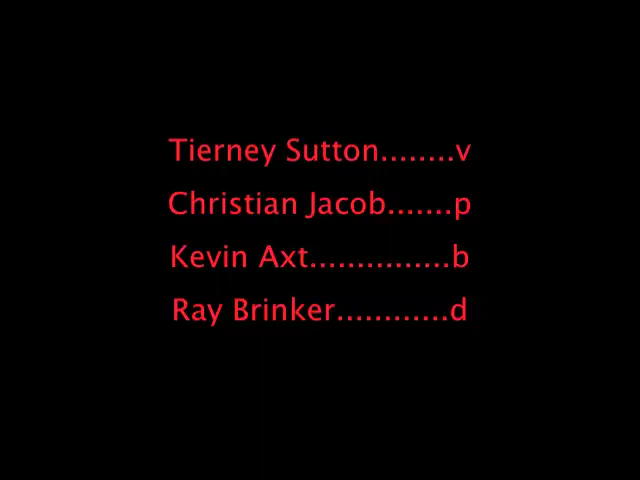 Tierney Sutton........v
Christian Jacob.......p
Kevin Axt...............b
Ray Brinker............d